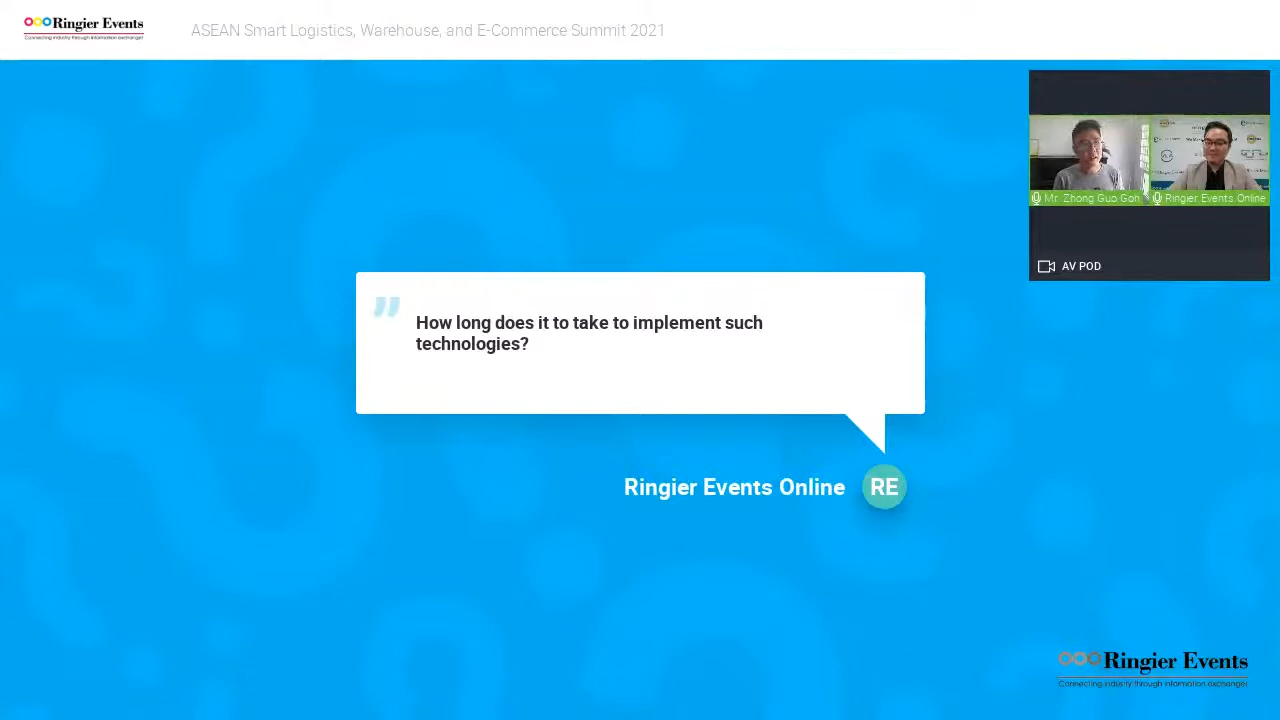 Ringier Events
Connecting industry through information exchange!
ASEAN Smart Logistics, Warehouse, and E-Commerce Summit 2021
Mr. Zhong Guo Gon
Ringier Events Online
AV POD
How long does it to take to implement such
technologies?
Ringier Events Online
RE
Ringier Events
Connecting industry through information exchange!